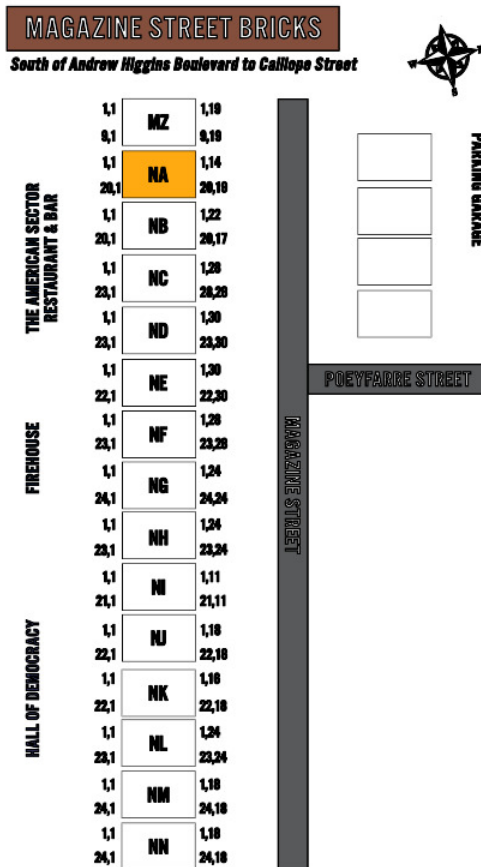 MAGAZINE STREET BRICKS
South of Andrew Higgins Boulevard to Calliope Street
N
E
S
W
1,1 MZ 1,19
9,1 9,19
1,1 NA 1,14
20,1 20,18
1,1 NB 1,22
20,1 20,17
1,1 NC 1,28
23,1 28,28
1,1 ND 1,30
23,1 23,30
1,1 NE 1,30
22,1 22,30
1,1 NF 1,28
23,1 23,28
1,1 NG 1,24
24,1 24,24
1,1 NH 1,24
23,1 23,24
1,1 NI 1,11
21,1 21,11
1,1 NJ 1,18
22,1 22,18
1,1 NK 1,16
22,1 22,18
1,1 NL 1,24
23,1 23,24
1,1 NM 1,18
24,1 24,18
1,1 NN 1,18
24,1 24,18
THE AMERICAN SECTOR
RESTAURANT & BAR
FIREHOUSE
HALL OF DEMOCRACY
MAGAZINE STREET
POEYFARRE STREET
PARKING GARAGE